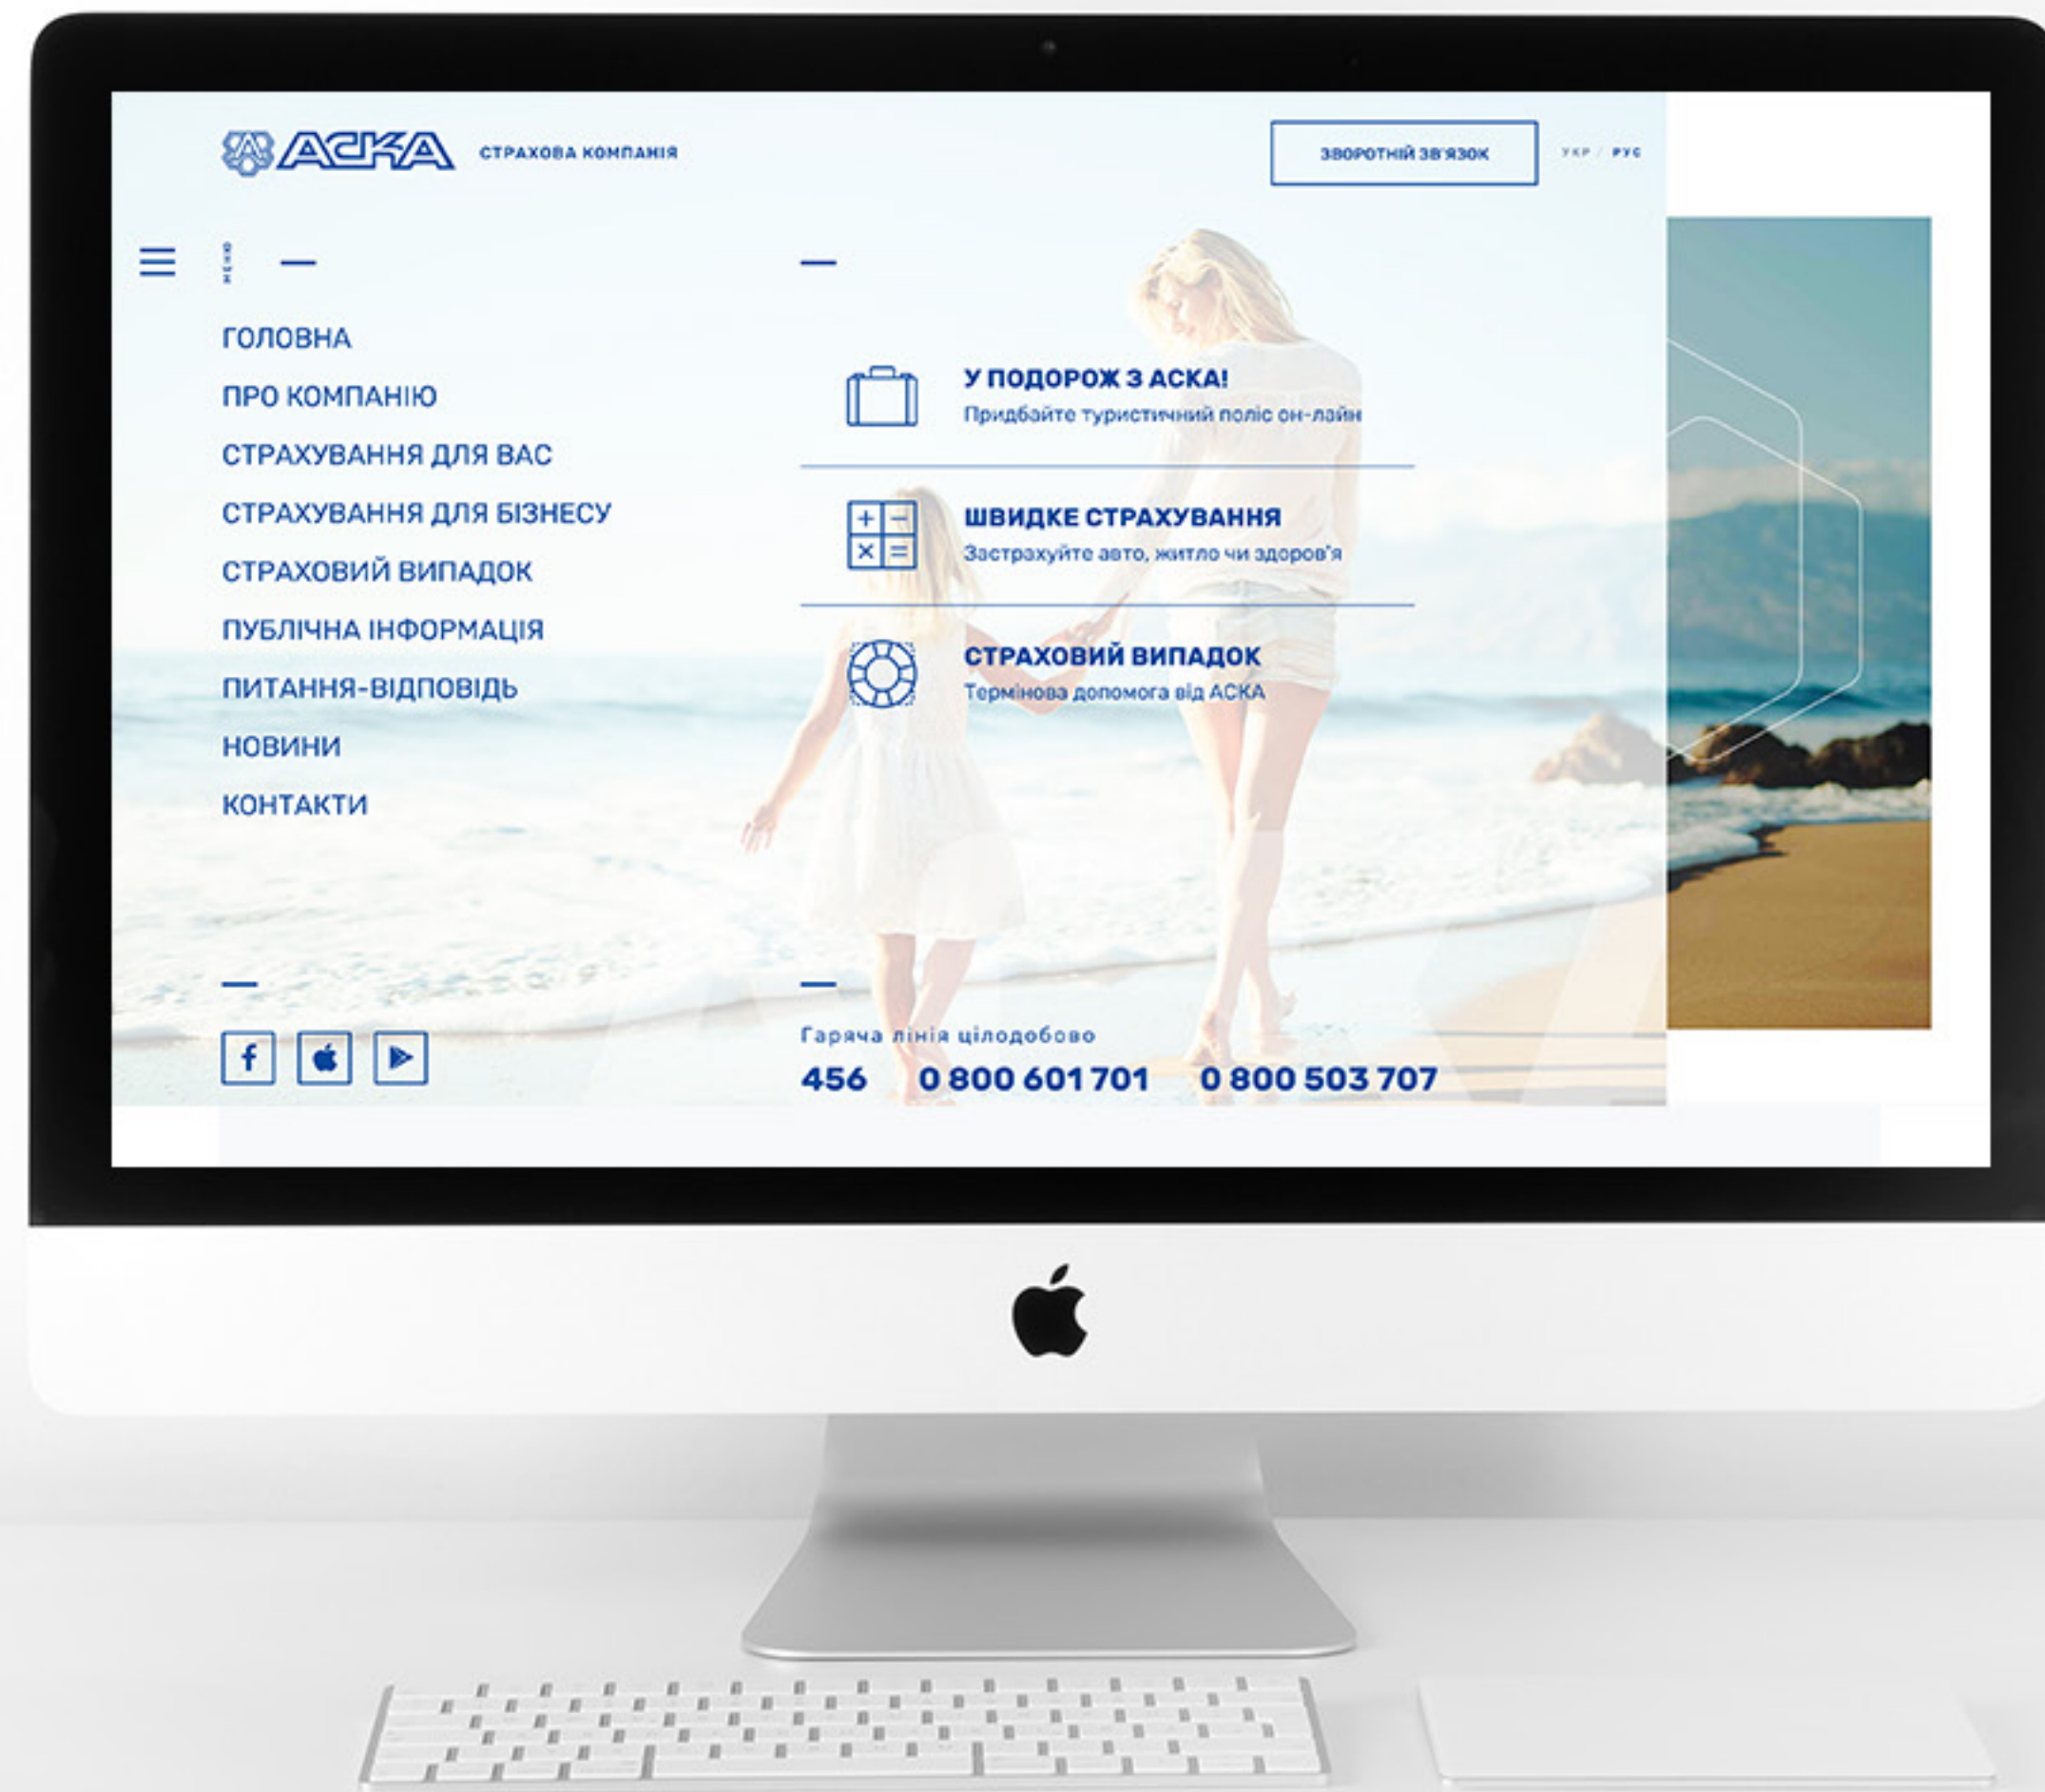 АСКА СТРАХОВА КОМПАНІЯ
ЗВОРОТНІЙ ЗВ'ЯЗОК
УКР / РУС
МЕНЮ
ГОЛОВНА
ПРО КОМПАНІЮ
СТРАХУВАННЯ ДЛЯ ВАС
СТРАХУВАННЯ ДЛЯ БІЗНЕСУ
СТРАХОВИЙ ВИПАДОК
ПУБЛІЧНА ІНФОРМАЦІЯ
ПИТАННЯ-ВІДПОВІДЬ
НОВИНИ
КОНТАКТИ
У ПОДОРОЖ З АСКА!
Придбайте туристичний поліс он-лайн
ШВИДКЕ СТРАХУВАННЯ
Застрахуйте авто, житло чи здоров'я
СТРАХОВИЙ ВИПАДОК
Термінова допомога від АСКА
Гаряча лінія цілодобово
456 0 800 601 701 0 800 503 707